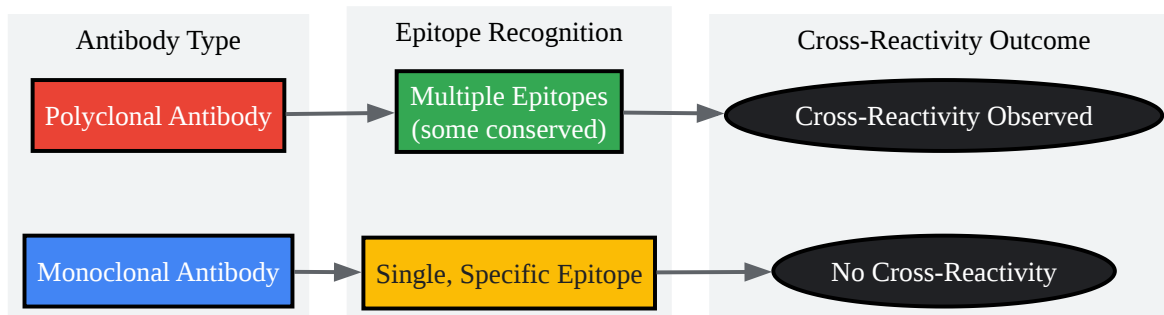 Antibody Type
Epitope Recognition
Cross-Reactivity Outcome
Polyclonal Antibody
Multiple Epitopes
(some conserved)
Cross-Reactivity Observed
Monoclonal Antibody
Single, Specific Epitope
No Cross-Reactivity